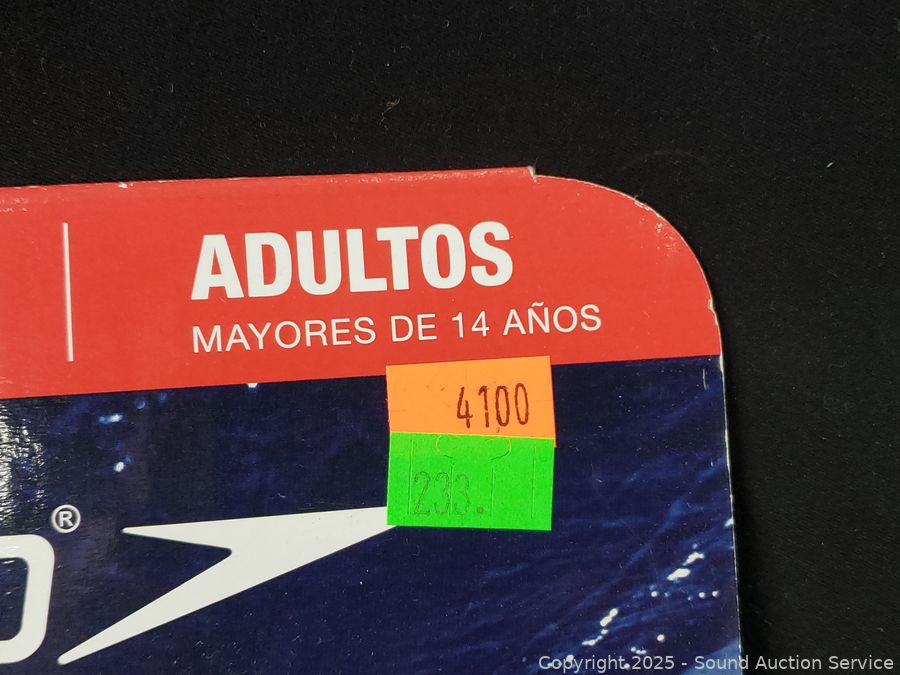 ADULTOS
MAYORES DE 14 AÑOS
4100
233.
O®
Copyright 2025 - Sound Auction Service